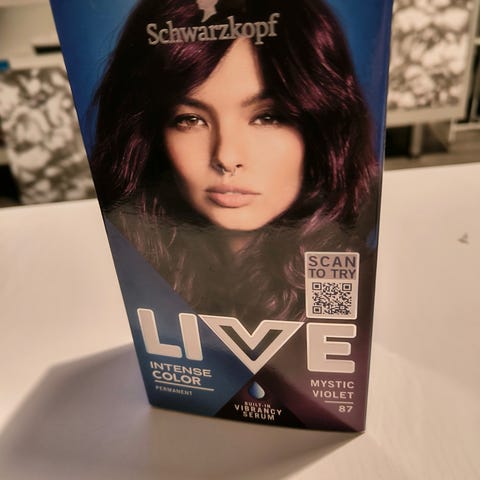 Schwarzkopf
SCAN
TO TRY
LIVE
INTENSE
COLOR
PERMANENT
BUILT-IN
VIBRANCY
SERUM
MYSTIC
VIOLET
87